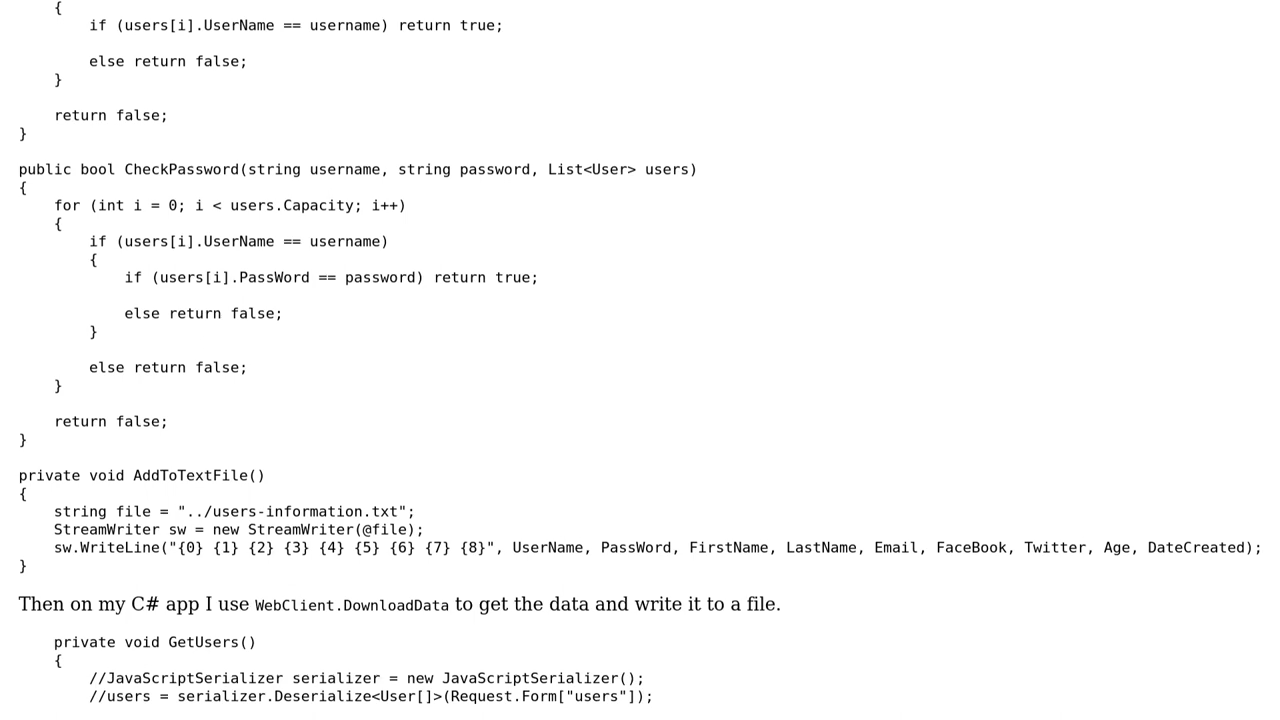 {
if (users[i].UserName == username) return true;
else return false;
}
return false;
}
public bool CheckPassword(string username, string password, List<User> users)
{
for (int i = 0; i < users.Capacity; i++)
{
if (users[i].UserName == username)
{
if (users[i].PassWord == password) return true;
else return false;
}
else return false;
}
return false;
}
private void AddToTextFile()
{
string file = "../users-information.txt";
StreamWriter sw = new StreamWriter(@file);
sw.WriteLine("{0} {1} {2} {3} {4} {5} {6} {7} {8}", UserName, PassWord, FirstName, LastName, Email, FaceBook, Twitter, Age, DateCreated);
}
Then on my C# app I use WebClient.DownloadData to get the data and write it to a file.
private void GetUsers()
{
//JavaScriptSerializer serializer = new JavaScriptSerializer();
//users = serializer.Deserialize<User[]>(Request.Form["users"]);